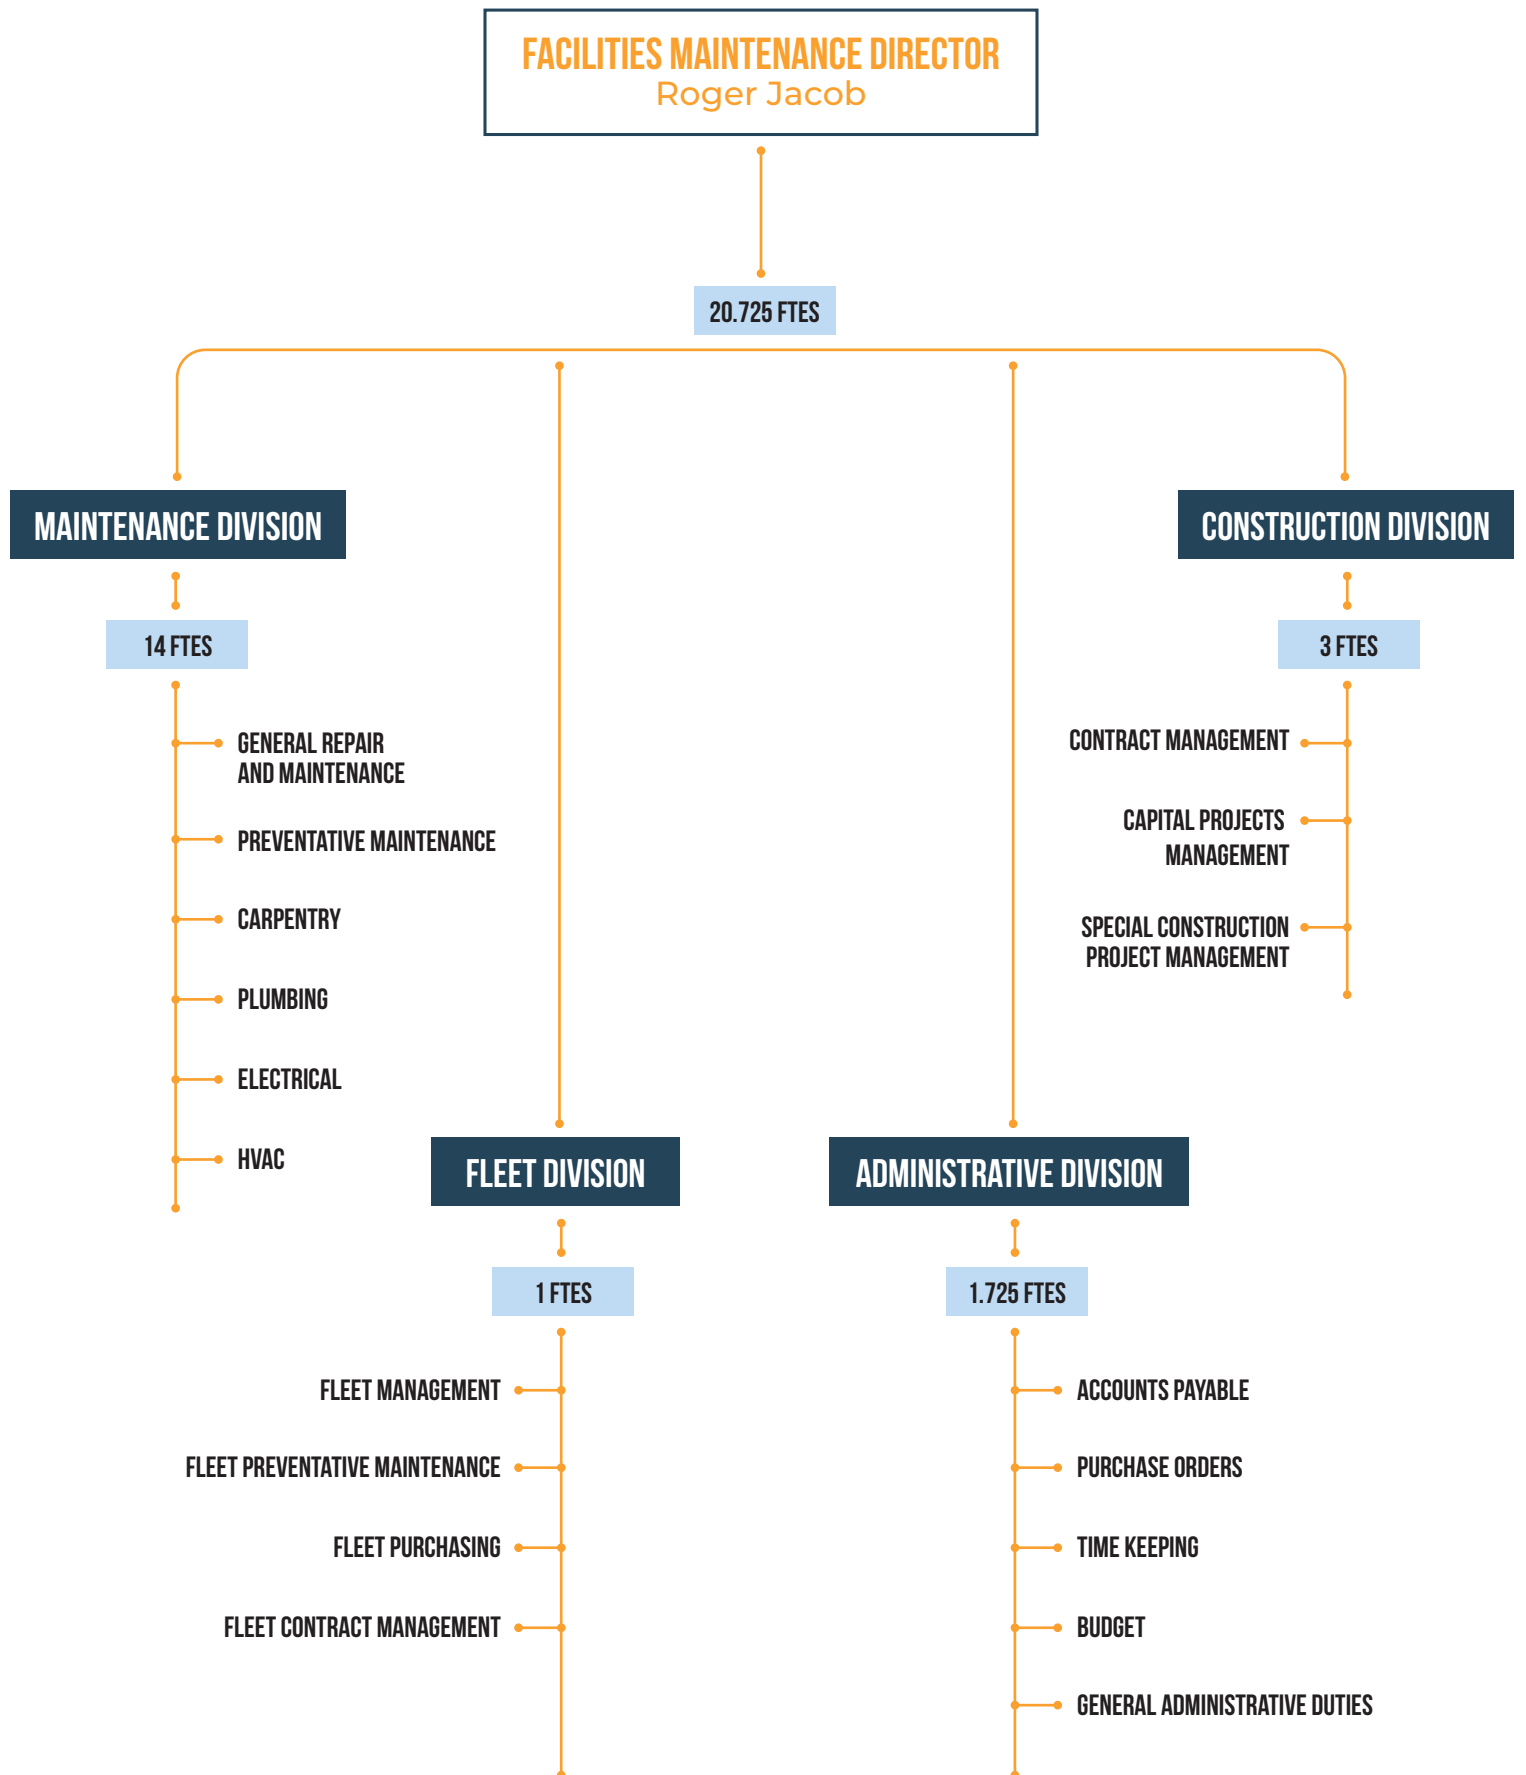 FACILITIES MAINTENANCE DIRECTOR
Roger Jacob
20.725 FTES
MAINTENANCE DIVISION
14 FTES
GENERAL REPAIR
AND MAINTENANCE
PREVENTATIVE MAINTENANCE
CARPENTRY
PLUMBING
ELECTRICAL
HVAC
FLEET DIVISION
1 FTES
FLEET MANAGEMENT
FLEET PREVENTATIVE MAINTENANCE
FLEET PURCHASING
FLEET CONTRACT MANAGEMENT
ADMINISTRATIVE DIVISION
1.725 FTES
ACCOUNTS PAYABLE
PURCHASE ORDERS
TIME KEEPING
BUDGET
GENERAL ADMINISTRATIVE DUTIES
CONSTRUCTION DIVISION
3 FTES
CONTRACT MANAGEMENT
CAPITAL PROJECTS
MANAGEMENT
SPECIAL CONSTRUCTION
PROJECT MANAGEMENT